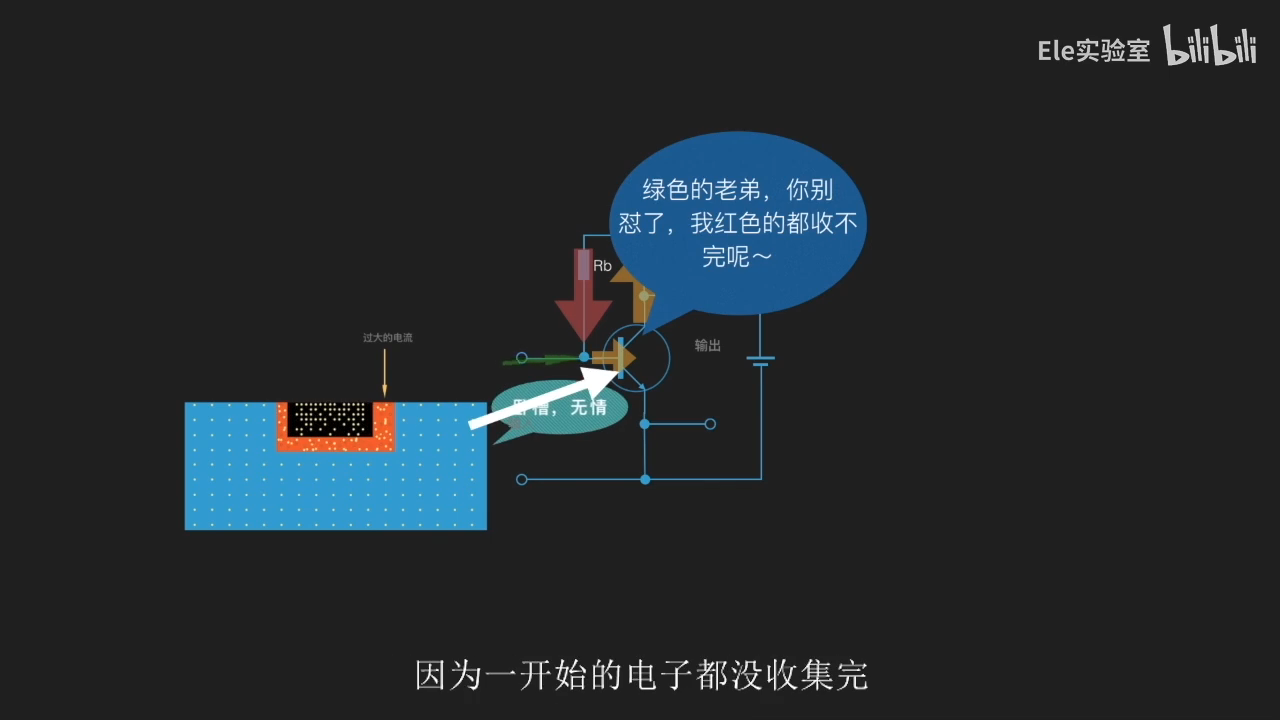 Ele实验室 bilibili
绿色的老弟，你别
怼了，我红色的都收不
完呢～
Rb
过大的电流
输出
槽，无情
因为一开始的电子都没收集完